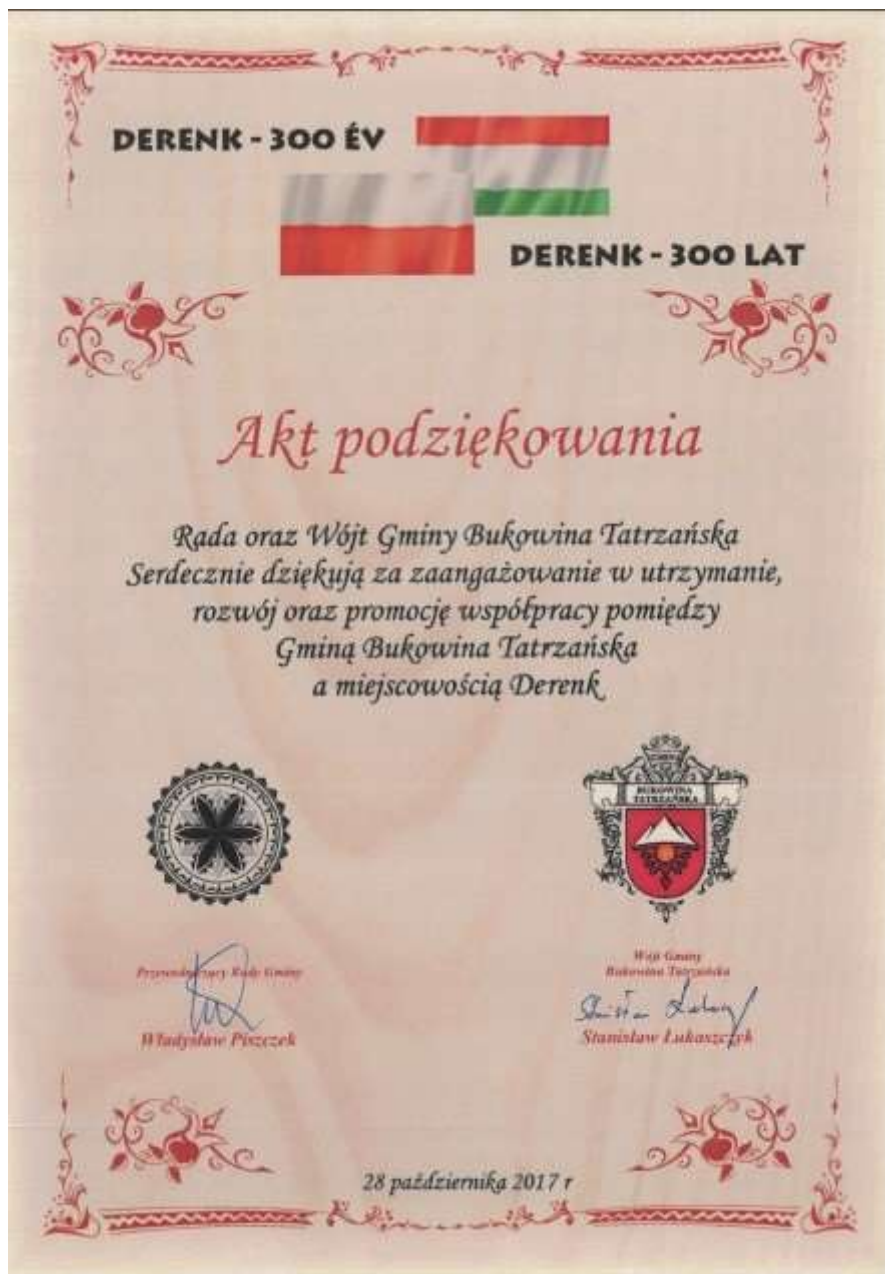 DERENK - 300 ÉV
DERENK - 300 LAT
Akt podziękowania
Rada oraz Wójt Gminy Bukowina Tatrzańska
Serdecznie dziękują za zaangażowanie w utrzymanie,
rozwój oraz promocję współpracy pomiędzy
Gminą Bukowina Tatrzańska
a miejscowością Derenk
BUKOWINA
TATRZAŃSKA
Przewodniczący Rady Gminy
Władysław Piszczek
Wójt Gminy
Bukowina Tatrzańska
Stanisław Łukaszczyk
28 października 2017 r